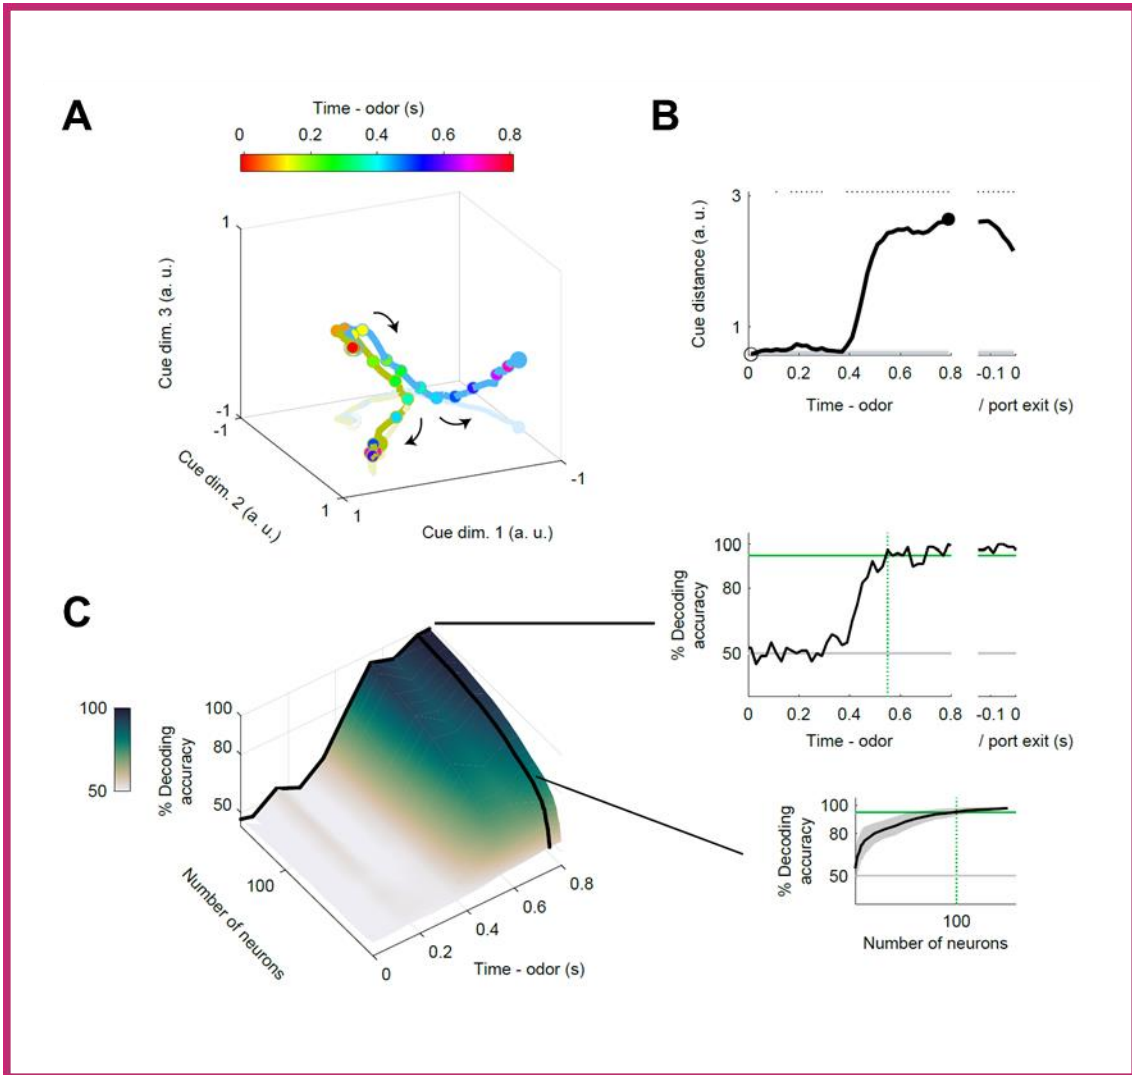 A
Time - odor (s)
0 0.2 0.4 0.6 0.8
1
Cue dim. 3 (a. u.)
-1
-1
Cue dim. 2 (a. u.)
1
1
Cue dim. 1 (a. u.)
-1
B
3
Cue distance (a. u.)
1
0 0.2 0.4 0.6 0.8 -0.1 0
Time - odor / port exit (s)
C
100
50
100
80
50
% Decoding
accuracy
100
Number of neurons
0
0.2
0.4
0.6
0.8
Time - odor (s)
100
80
50
% Decoding
accuracy
0 0.2 0.4 0.6 0.8 -0.1 0
Time - odor / port exit (s)
100
80
50
% Decoding
accuracy
100
Number of neurons